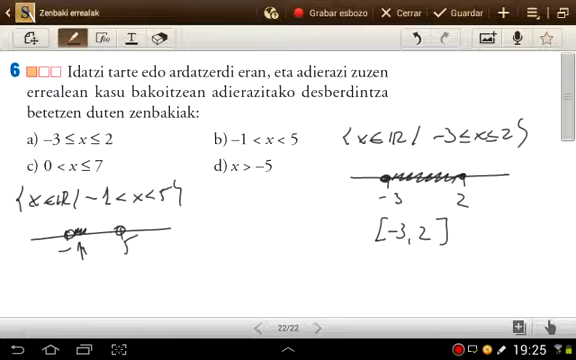 Zenbaki errealak
Grabar esbozo
Cerrar
Guardar
6 Idatzi tarte edo ardatzerdi eran, eta adierazi zuzen
errealean kasu bakoitzean adierazitako desberdintza
betetzen duten zenbakiak:
a) –3 ≤ x ≤ 2
b) –1 < x < 5
c) 0 < x ≤ 7
d) x > –5
{x∈ℝ/ -3≤x≤2}
-3 2
[-3, 2]
{x∈ℝ/ -1<x<5}
-1 5
22/22
19:25